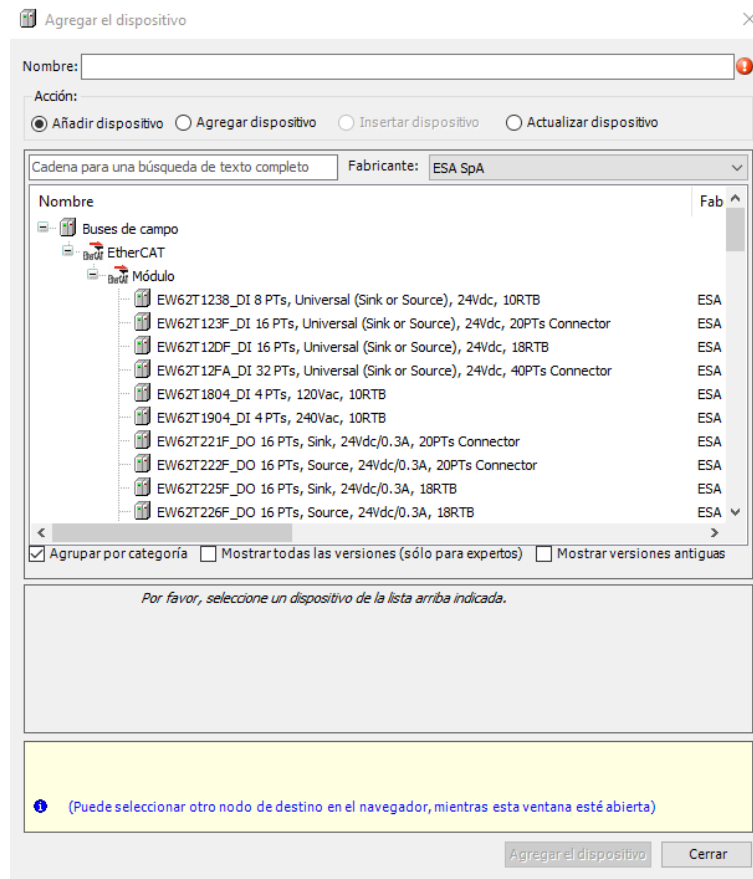 Agregar el dispositivo
Nombre:
Acción:
Añadir dispositivo Agregar dispositivo Insertar dispositivo Actualizar dispositivo
Cadena para una búsqueda de texto completo Fabricante: ESA SpA
Nombre Fab
Buses de campo
EtherCAT
Módulo
EW62T1238_DI 8 PTs, Universal (Sink or Source), 24Vdc, 10RTB ESA
EW62T123F_DI 16 PTs, Universal (Sink or Source), 24Vdc, 20PTs Connector ESA
EW62T12DF_DI 16 PTs, Universal (Sink or Source), 24Vdc, 18RTB ESA
EW62T12FA_DI 32 PTs, Universal (Sink or Source), 24Vdc, 40PTs Connector ESA
EW62T1804_DI 4 PTs, 120Vac, 10RTB ESA
EW62T1904_DI 4 PTs, 240Vac, 10RTB ESA
EW62T221F_DO 16 PTs, Sink, 24Vdc/0.3A, 20PTs Connector ESA
EW62T222F_DO 16 PTs, Source, 24Vdc/0.3A, 20PTs Connector ESA
EW62T225F_DO 16 PTs, Sink, 24Vdc/0.3A, 18RTB ESA
EW62T226F_DO 16 PTs, Source, 24Vdc/0.3A, 18RTB ESA
Agrupar por categoría Mostrar todas las versiones (sólo para expertos) Mostrar versiones antiguas
Por favor, seleccione un dispositivo de la lista arriba indicada.
(Puede seleccionar otro nodo de destino en el navegador, mientras esta ventana esté abierta)
Agregar el dispositivo Cerrar